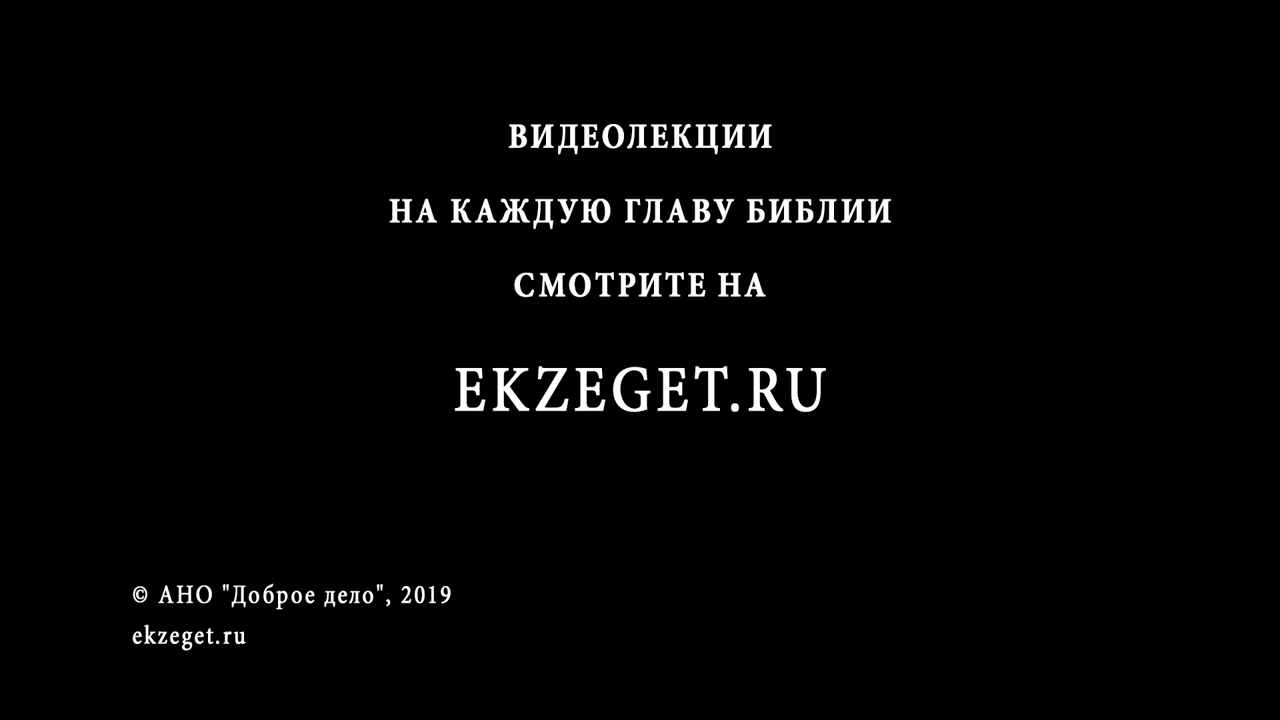 ВИДЕОЛЕКЦИИ
НА КАЖДУЮ ГЛАВУ БИБЛИИ
СМОТРИТЕ НА
EKZEGET.RU
© АНО "Доброе дело", 2019
ekzeget.ru